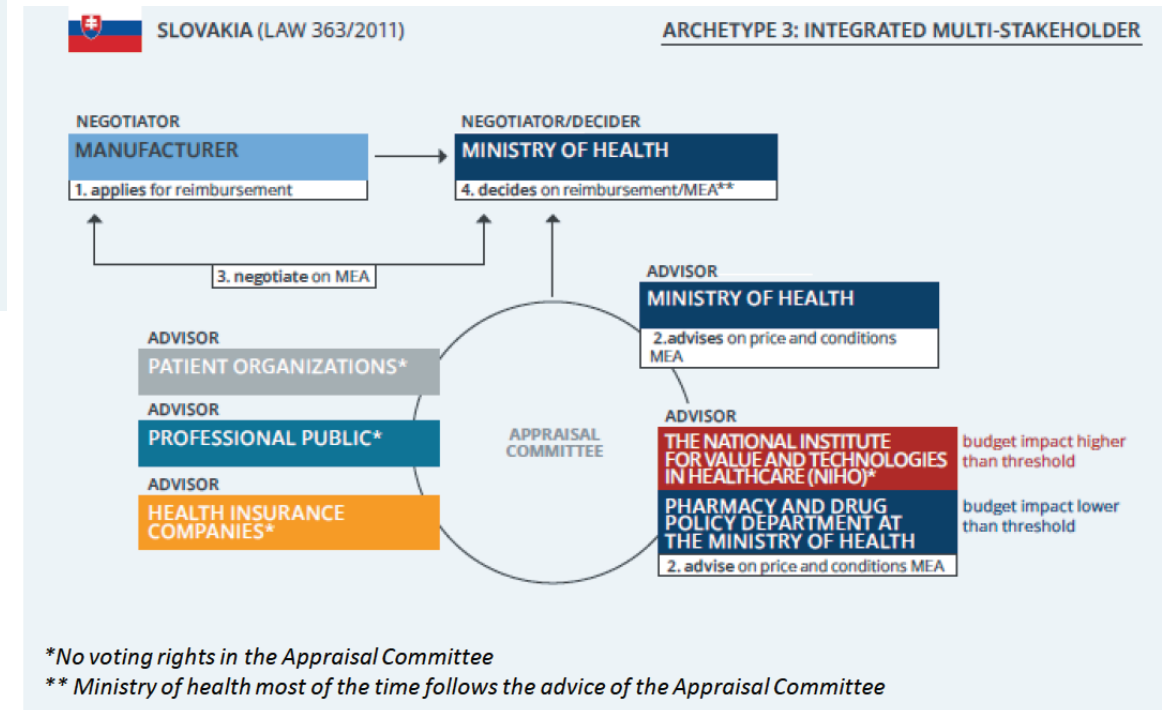 SLOVAKIA (LAW 363/2011)
ARCHETYPE 3: INTEGRATED MULTI-STAKEHOLDER
NEGOTIATOR
MANUFACTURER
1. applies for reimbursement
NEGOTIATOR/DECIDER
MINISTRY OF HEALTH
4. decides on reimbursement/MEA**
3. negotiate on MEA
ADVISOR
MINISTRY OF HEALTH
2.advises on price and conditions
MEA
ADVISOR
PATIENT ORGANIZATIONS*
ADVISOR
PROFESSIONAL PUBLIC*
ADVISOR
HEALTH INSURANCE
COMPANIES*
APPRAISAL
COMMITTEE
ADVISOR
THE NATIONAL INSTITUTE
FOR VALUE AND TECHNOLOGIES
IN HEALTHCARE (NIHO)*
budget impact higher
than threshold
PHARMACY AND DRUG
POLICY DEPARTMENT AT
THE MINISTRY OF HEALTH
budget impact lower
than threshold
2. advise on price and conditions MEA
*No voting rights in the Appraisal Committee
** Ministry of health most of the time follows the advice of the Appraisal Committee